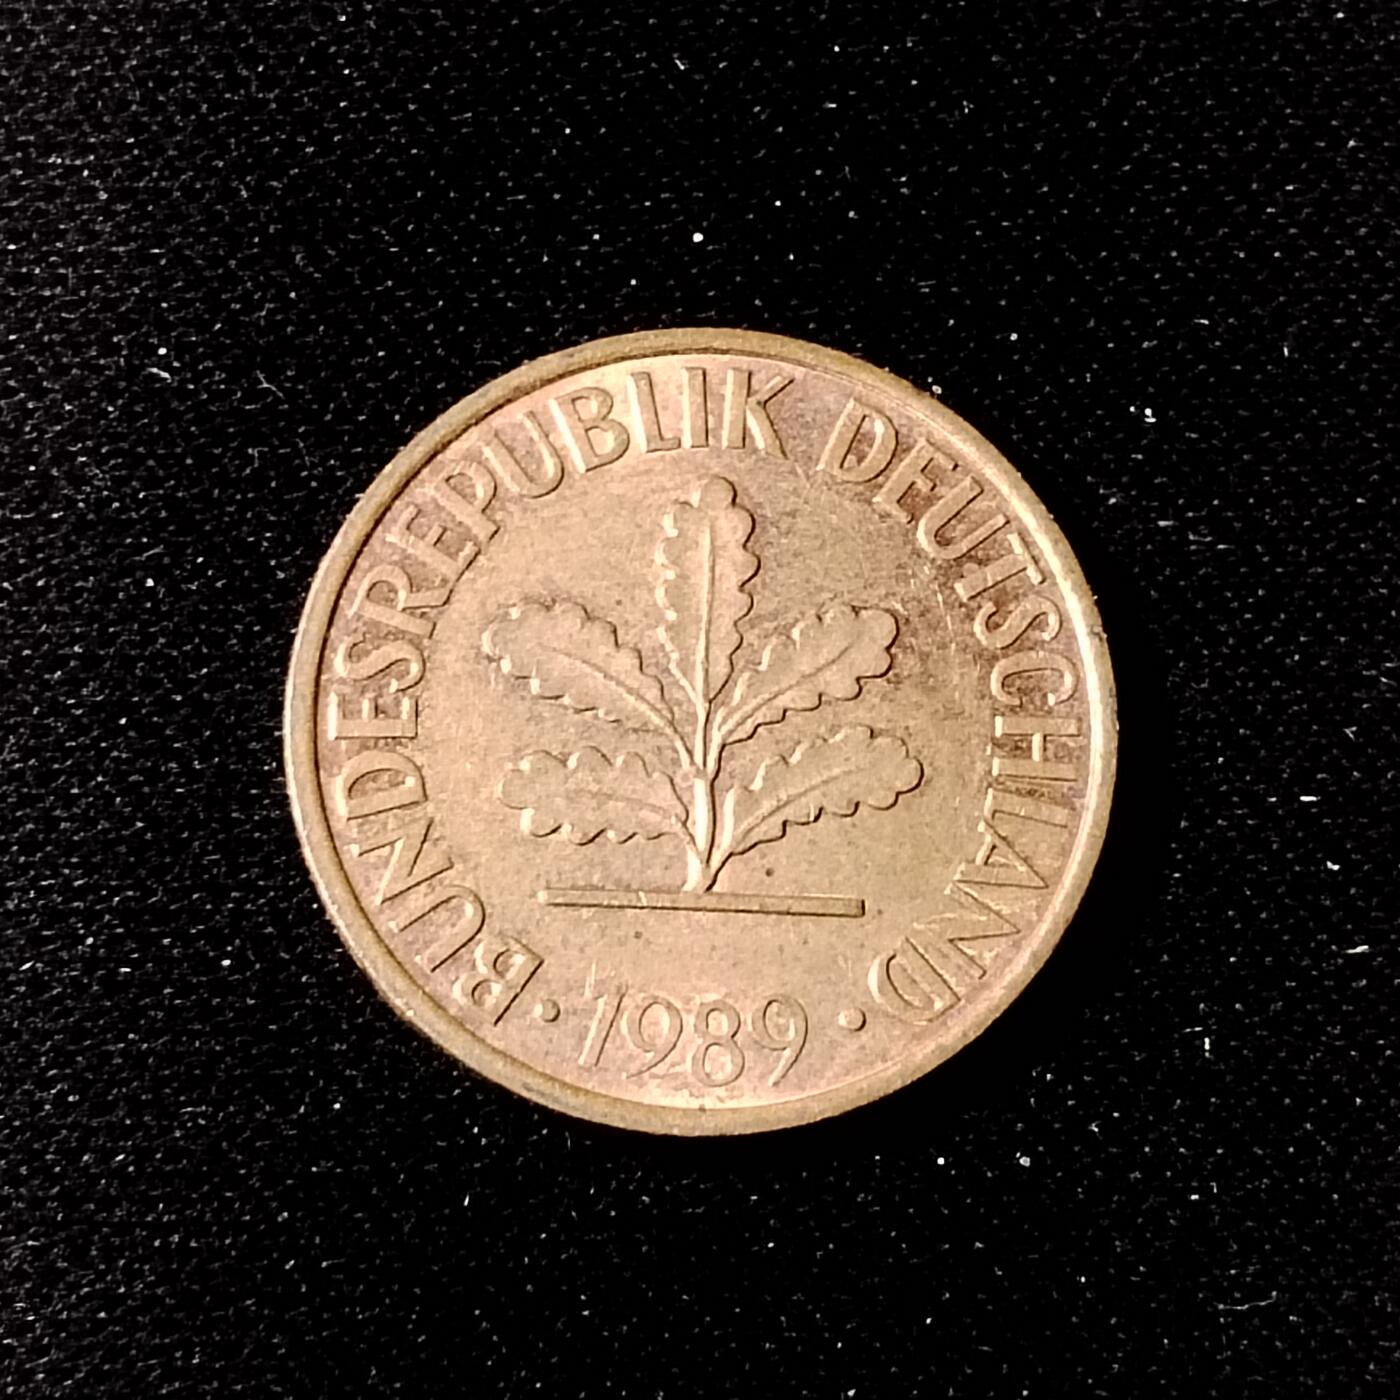 BUNDESREPUBLIK DEUTSCHLAND
· 1989 ·